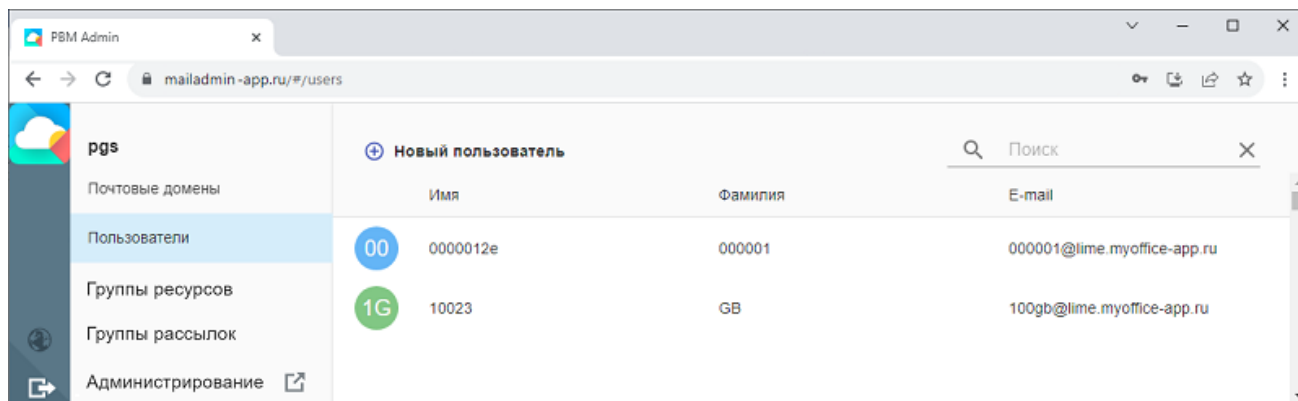 PBM Admin
mailadmin-app.ru/#/users
pgs
Почтовые домены
Пользователи
Группы ресурсов
Группы рассылок
Администрирование
Новый пользователь
Поиск
Имя Фамилия E-mail
00 0000012e 000001 000001@lime.myoffice-app.ru
1G 10023 GB 100gb@lime.myoffice-app.ru